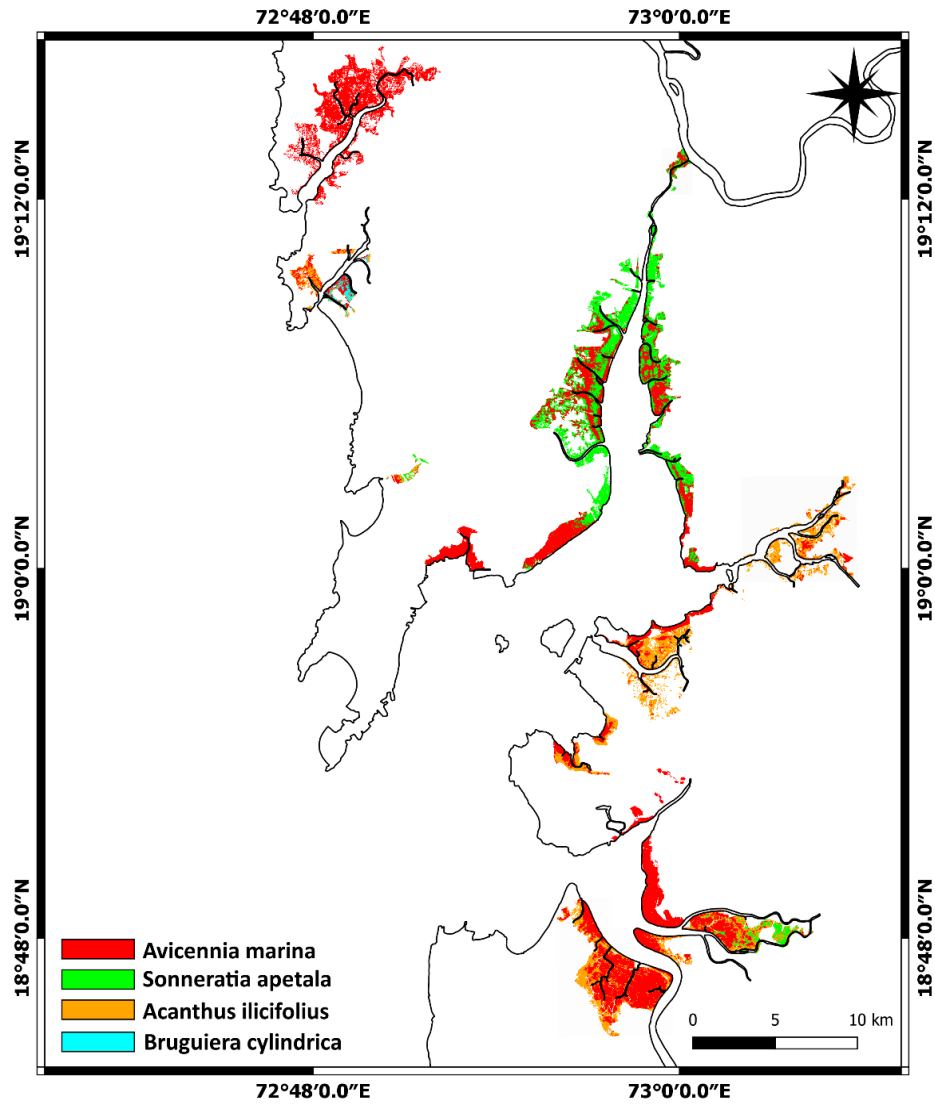 72°48′0.0″E
73°0′0.0″E
19°12′0.0″N
19°12′0.0″N
19°0′0.0″N
19°0′0.0″N
18°48′0.0″N
18°48′0.0″N
Avicennia marina
Sonneratia apetala
Acanthus ilicifolius
Bruguiera cylindrica
0 5 10 km
72°48′0.0″E
73°0′0.0″E